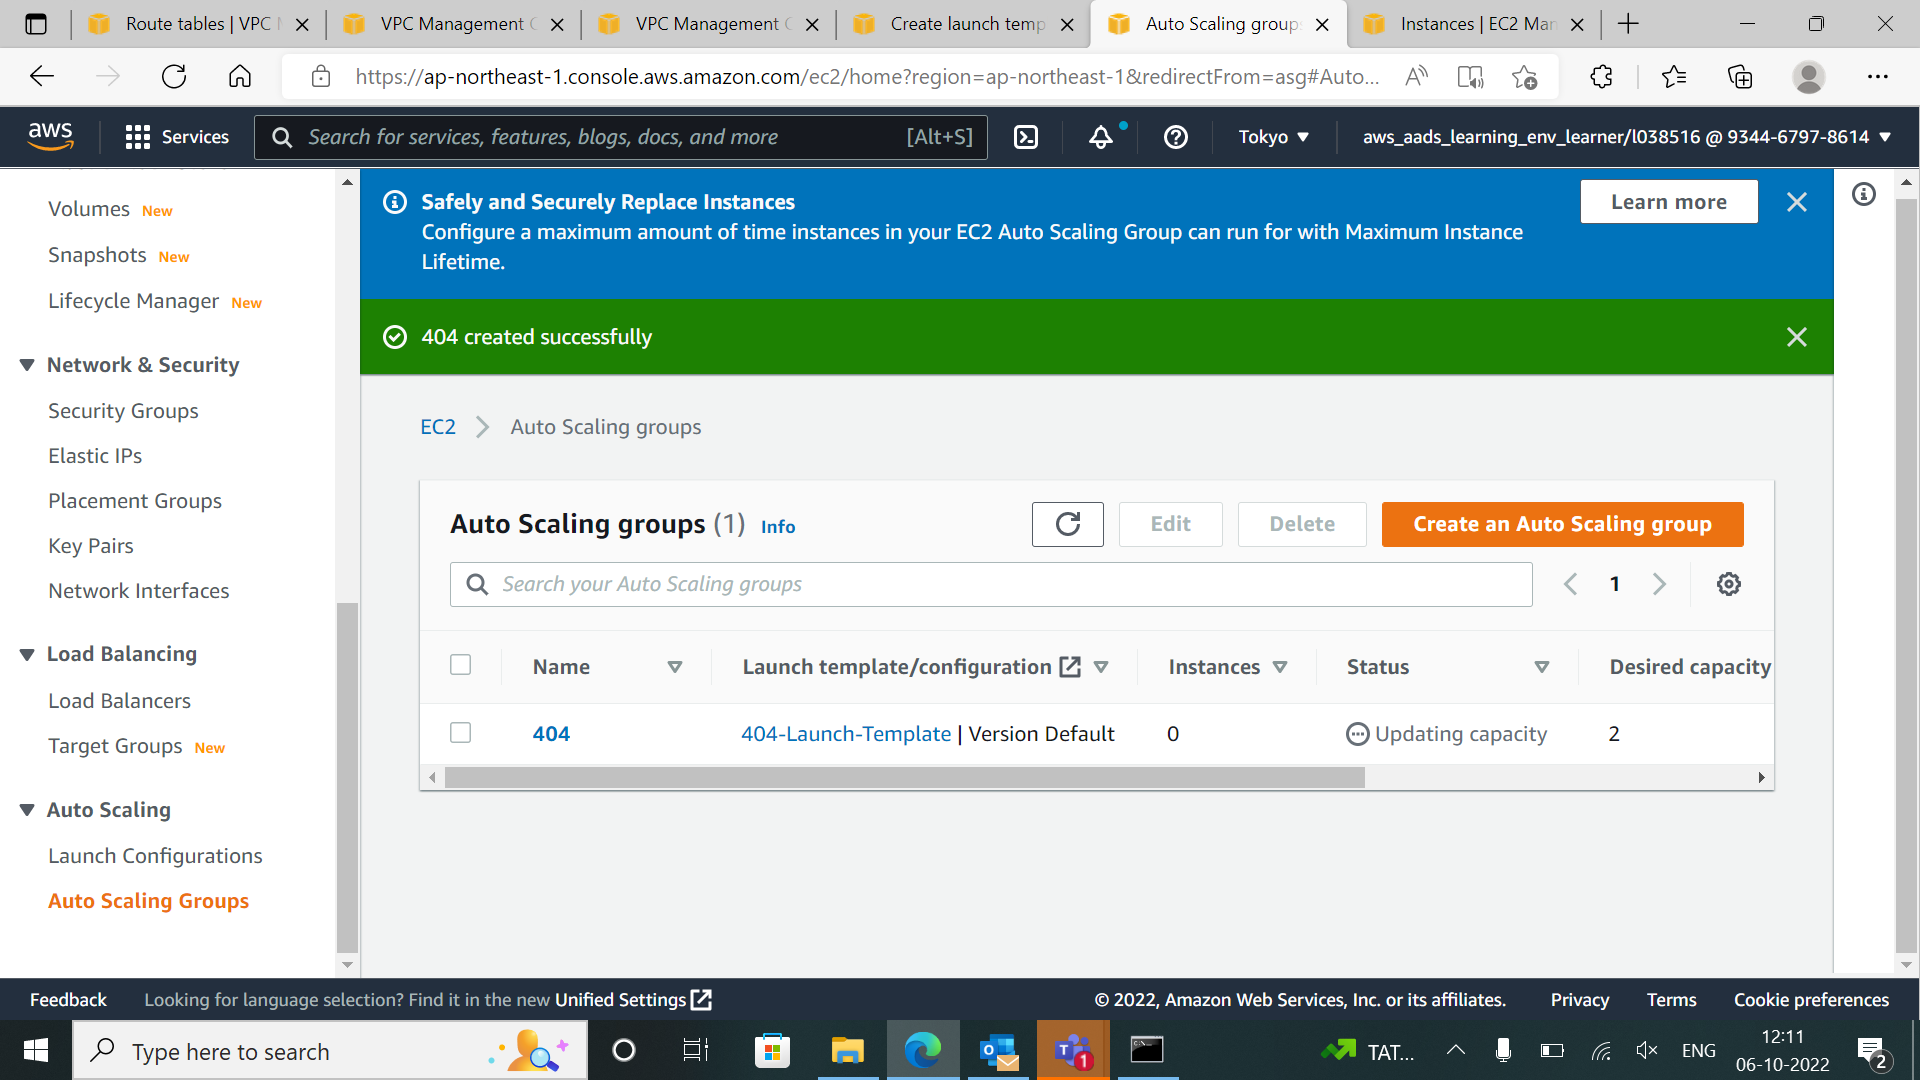 Route tables | VPC
VPC Management
VPC Management
Create launch temp
Auto Scaling group
Instances | EC2 Man
https://ap-northeast-1.console.aws.amazon.com/ec2/home?region=ap-northeast-1&redirectFrom=asg#Auto...
aws
Services
Search for services, features, blogs, docs, and more
[Alt+S]
Tokyo
aws_aads_learning_env_learner/l038516 @ 9344-6797-8614
Volumes New
Snapshots New
Lifecycle Manager New
Network & Security
Security Groups
Elastic IPs
Placement Groups
Key Pairs
Network Interfaces
Load Balancing
Load Balancers
Target Groups New
Auto Scaling
Launch Configurations
Auto Scaling Groups
Safely and Securely Replace Instances
Configure a maximum amount of time instances in your EC2 Auto Scaling Group can run for with Maximum Instance
Lifetime.
Learn more
404 created successfully
EC2
Auto Scaling groups
Auto Scaling groups (1) Info
Edit
Delete
Create an Auto Scaling group
Search your Auto Scaling groups
1
Name
Launch template/configuration
Instances
Status
Desired capacity
404
404-Launch-Template | Version Default
0
Updating capacity
2
Feedback
Looking for language selection? Find it in the new Unified Settings
© 2022, Amazon Web Services, Inc. or its affiliates.
Privacy
Terms
Cookie preferences
Type here to search
1
TAT...
ENG
12:11
06-10-2022
2